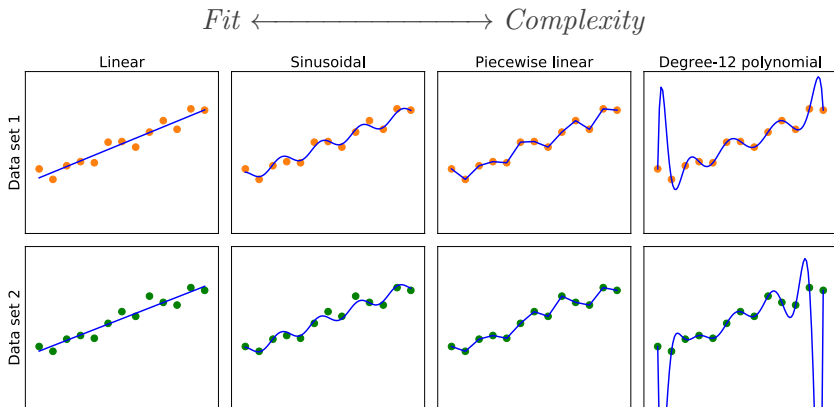 Fit ⟵⟶ Complexity
Linear
Sinusoidal
Piecewise linear
Degree-12 polynomial
Data set 1
Data set 2